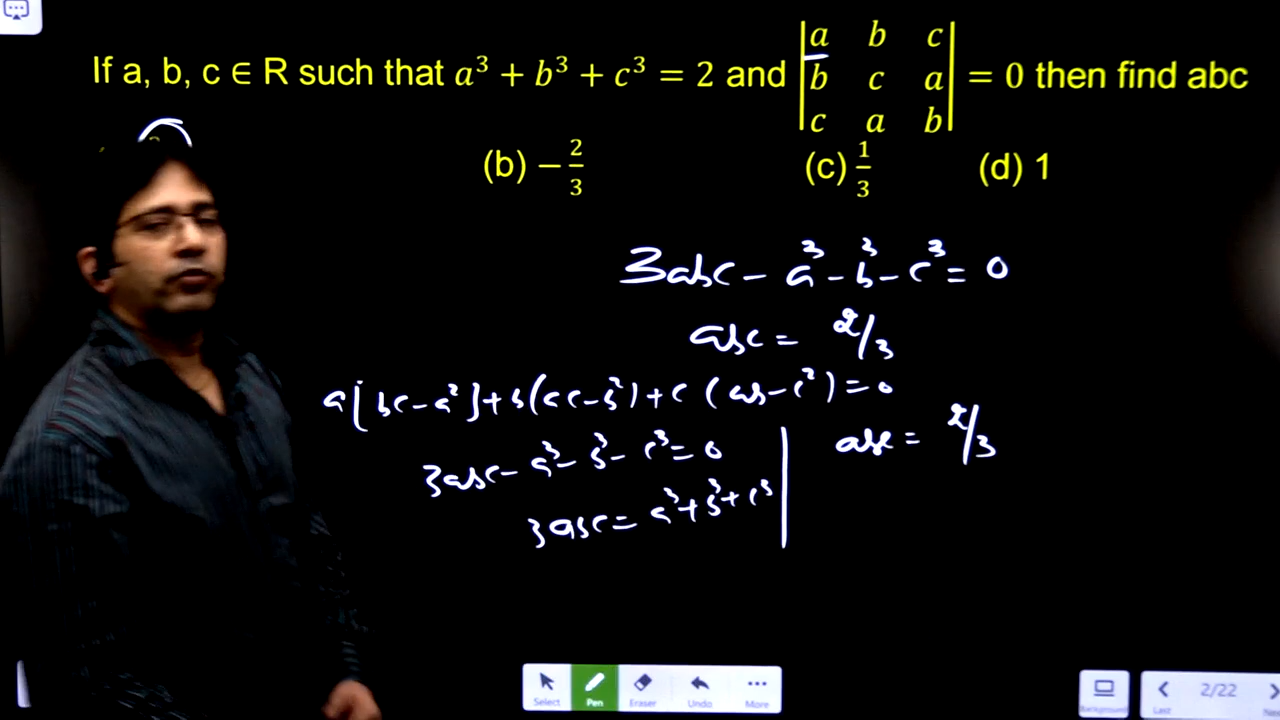 If a, b, c ∈ R such that a³ + b³ + c³ = 2 and |a b c| = 0 then find abc
|b c a|
|c a b|
(b) −2/3 (c) 1/3 (d) 1
3abc − a³ − b³ − c³ = 0
abc = 2/3
a[bc − a²] + b(ac − b²) + c(ab − c²) = 0
3abc − a³ − b³ − c³ = 0
abc = 2/3
3abc = a³ + b³ + c³
Select Pen Eraser Undo More
Background Last 2/22